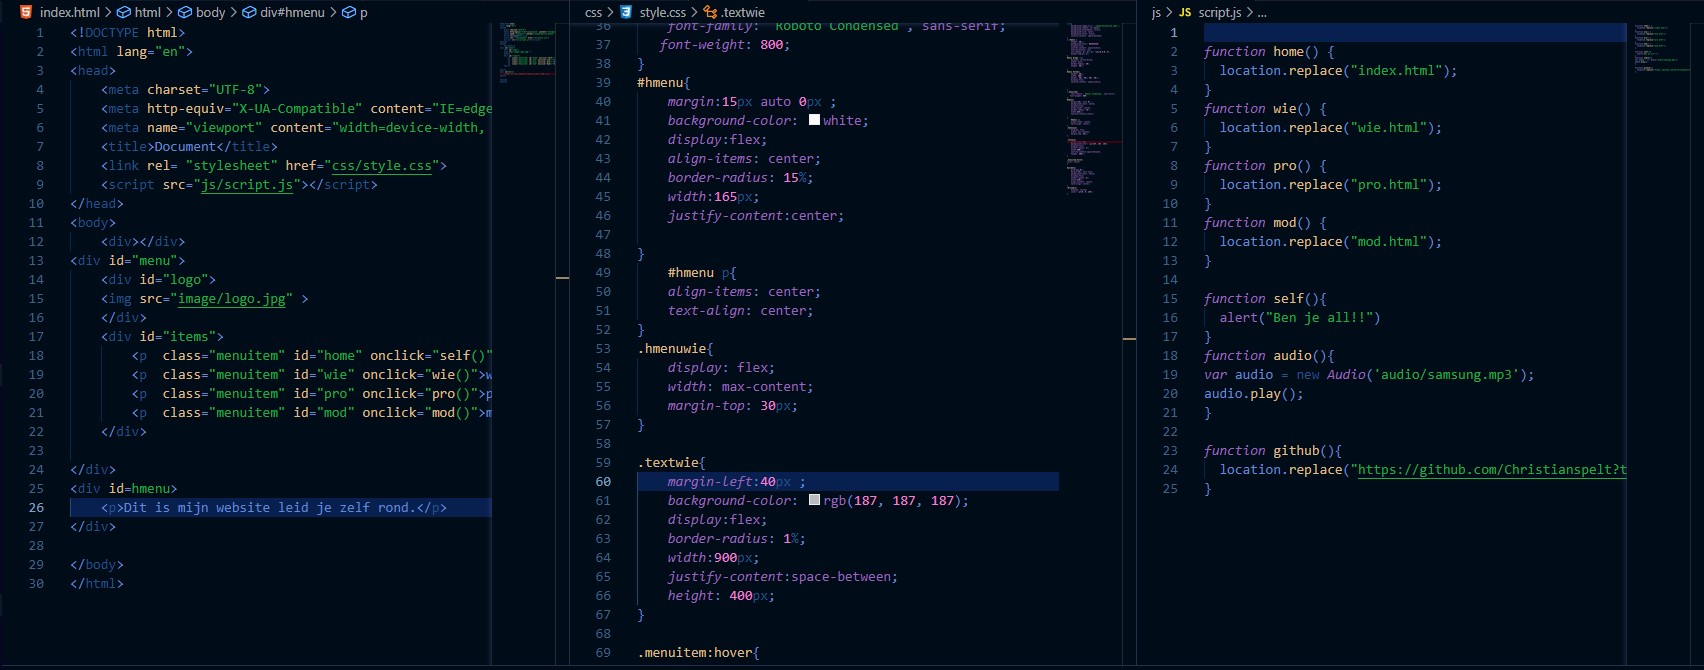 index.html > html > body > div#hmenu > p
1 <!DOCTYPE html>
2 <html lang="en">
3 <head>
4 <meta charset="UTF-8">
5 <meta http-equiv="X-UA-Compatible" content="IE=edge
6 <meta name="viewport" content="width=device-width,
7 <title>Document</title>
8 <link rel= "stylesheet" href="css/style.css">
9 <script src="js/script.js"></script>
10 </head>
11 <body>
12 <div></div>
13 <div id="menu">
14 <div id="logo">
15 <img src="image/logo.jpg" >
16 </div>
17 <div id="items">
18 <p  class="menuitem" id="home" onclick="self()"
19 <p  class="menuitem" id="wie" onclick="wie()">w
20 <p  class="menuitem" id="pro" onclick="pro()">p
21 <p  class="menuitem" id="mod" onclick="mod()">m
22 </div>
23
24 </div>
25 <div id=hmenu>
26 <p>Dit is mijn website leid je zelf rond.</p>
27 </div>
28
29 </body>
30 </html>
css > style.css > .textwie
36 font-family: 'Roboto Condensed', sans-serif;
37 font-weight: 800;
38 }
39 #hmenu{
40 margin:15px auto 0px ;
41 background-color: white;
42 display:flex;
43 align-items: center;
44 border-radius: 15%;
45 width:165px;
46 justify-content:center;
47
48 }
49 #hmenu p{
50 align-items: center;
51 text-align: center;
52 }
53 .hmenuwie{
54 display: flex;
55 width: max-content;
56 margin-top: 30px;
57 }
58
59 .textwie{
60 margin-left:40px ;
61 background-color: rgb(187, 187, 187);
62 display:flex;
63 border-radius: 1%;
64 width:900px;
65 justify-content:space-between;
66 height: 400px;
67 }
68
69 .menuitem:hover{
js > JS script.js > ...
1
2 function home() {
3 location.replace("index.html");
4 }
5 function wie() {
6 location.replace("wie.html");
7 }
8 function pro() {
9 location.replace("pro.html");
10 }
11 function mod() {
12 location.replace("mod.html");
13 }
14
15 function self(){
16 alert("Ben je all!!")
17 }
18 function audio(){
19 var audio = new Audio('audio/samsung.mp3');
20 audio.play();
21 }
22
23 function github(){
24 location.replace("https://github.com/Christianspelt?t
25 }